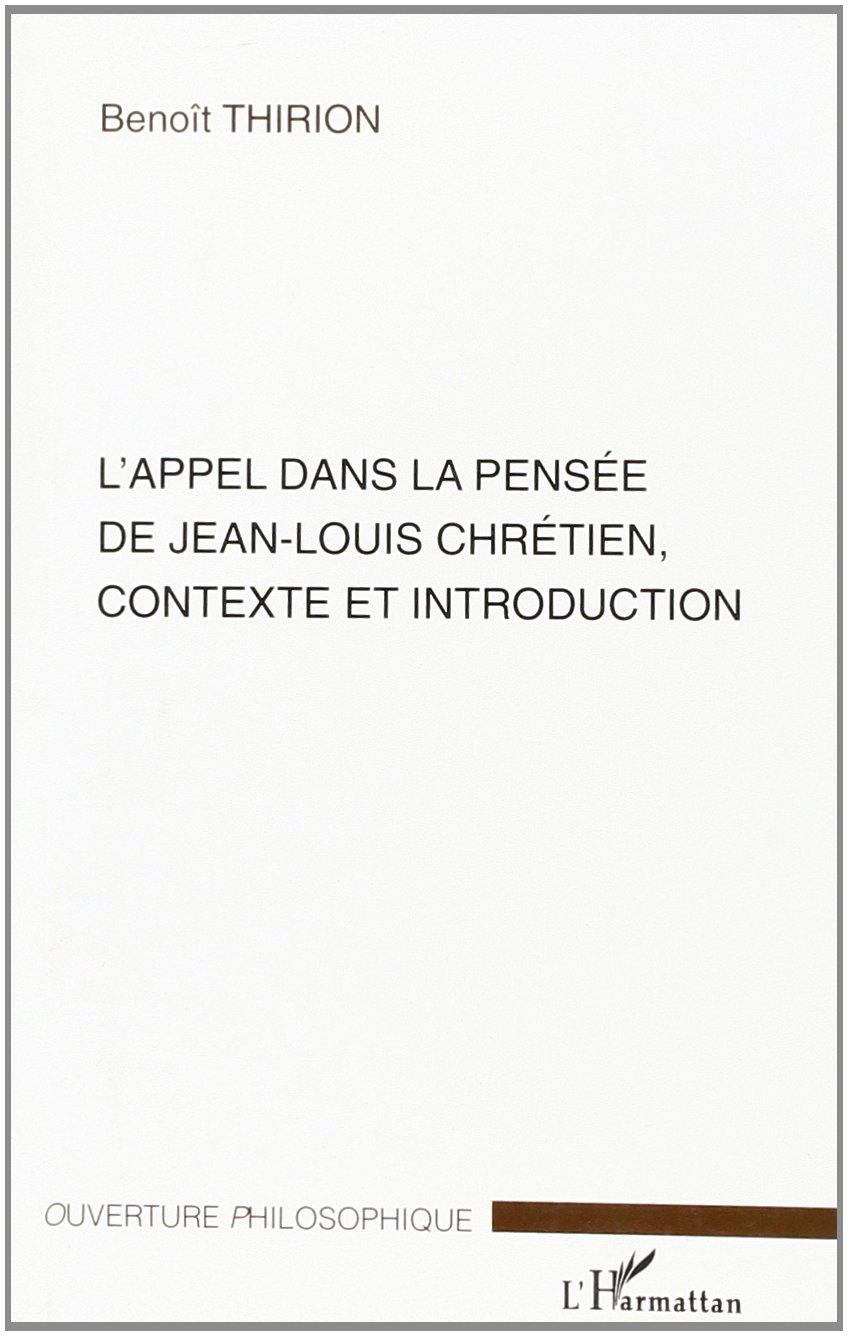 Benoît THIRION
L'APPEL DANS LA PENSÉE
DE JEAN-LOUIS CHRÉTIEN,
CONTEXTE ET INTRODUCTION
OUVERTURE PHILOSOPHIQUE
L'Harmattan